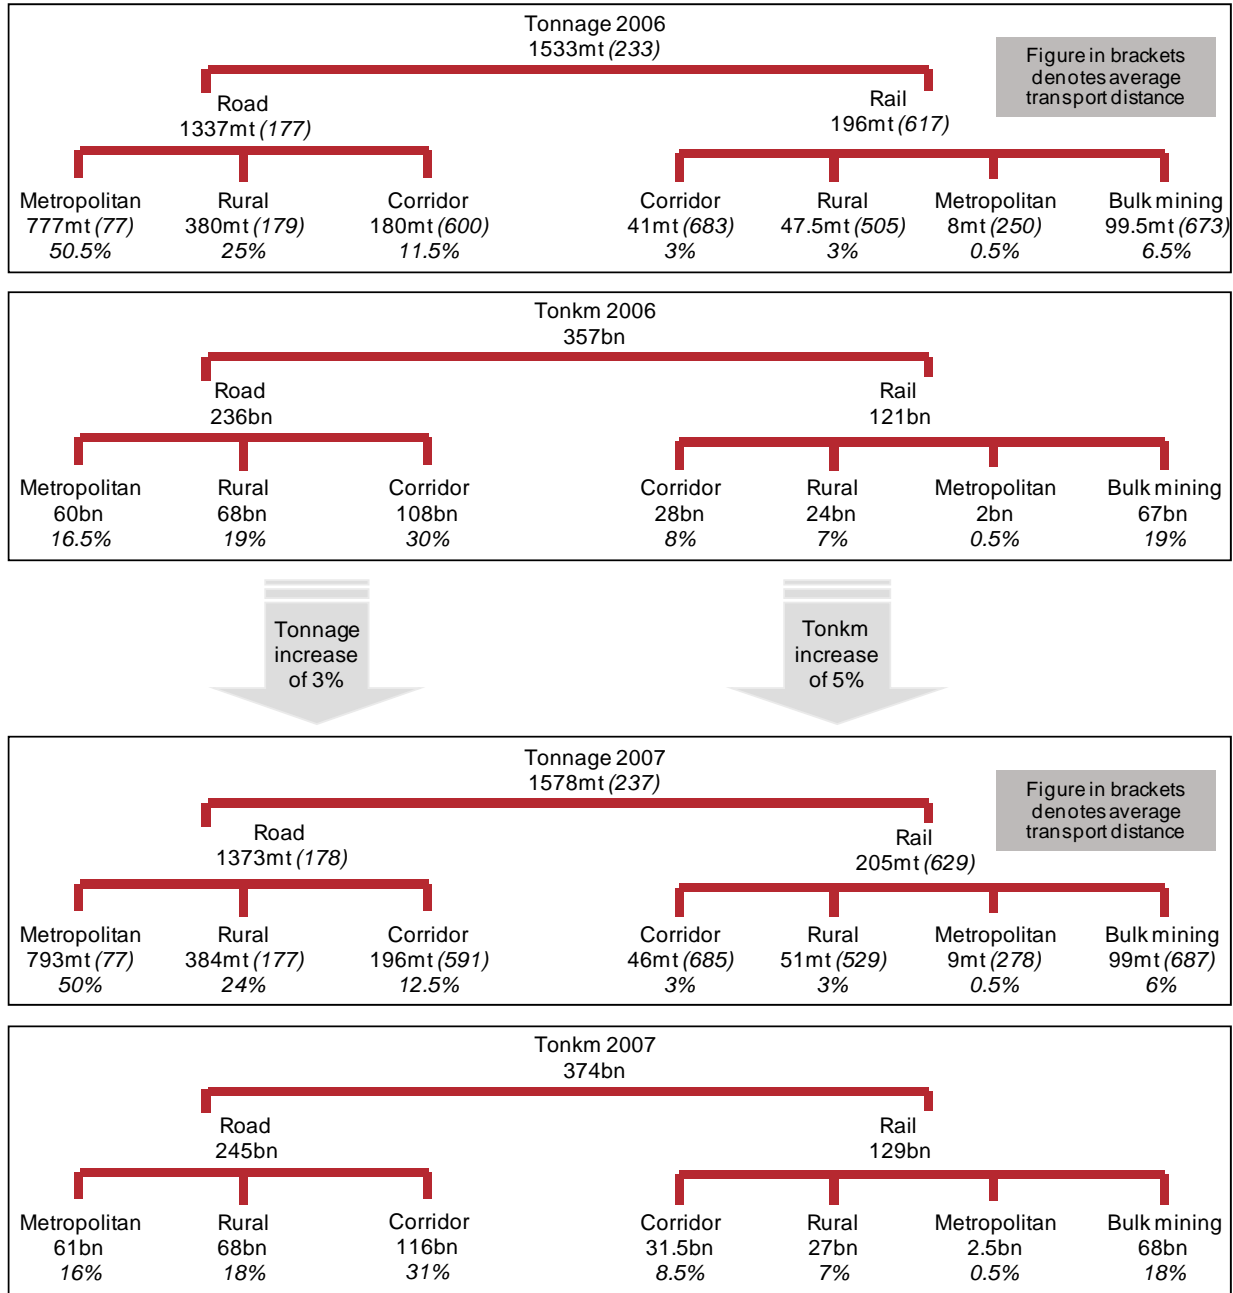 Tonnage 2006
1533mt (233)
Figure in brackets
denotes average
transport distance
Road
1337mt (177)
Rail
196mt (617)
Metropolitan
777mt (77)
50.5%
Rural
380mt (179)
25%
Corridor
180mt (600)
11.5%
Corridor
41mt (683)
3%
Rural
47.5mt (505)
3%
Metropolitan
8mt (250)
0.5%
Bulk mining
99.5mt (673)
6.5%
Tonkm 2006
357bn
Road
236bn
Rail
121bn
Metropolitan
60bn
16.5%
Rural
68bn
19%
Corridor
108bn
30%
Corridor
28bn
8%
Rural
24bn
7%
Metropolitan
2bn
0.5%
Bulk mining
67bn
19%
Tonnage
increase
of 3%
Tonkm
increase
of 5%
Tonnage 2007
1578mt (237)
Figure in brackets
denotes average
transport distance
Road
1373mt (178)
Rail
205mt (629)
Metropolitan
793mt (77)
50%
Rural
384mt (177)
24%
Corridor
196mt (591)
12.5%
Corridor
46mt (685)
3%
Rural
51mt (529)
3%
Metropolitan
9mt (278)
0.5%
Bulk mining
99mt (687)
6%
Tonkm 2007
374bn
Road
245bn
Rail
129bn
Metropolitan
61bn
16%
Rural
68bn
18%
Corridor
116bn
31%
Corridor
31.5bn
8.5%
Rural
27bn
7%
Metropolitan
2.5bn
0.5%
Bulk mining
68bn
18%